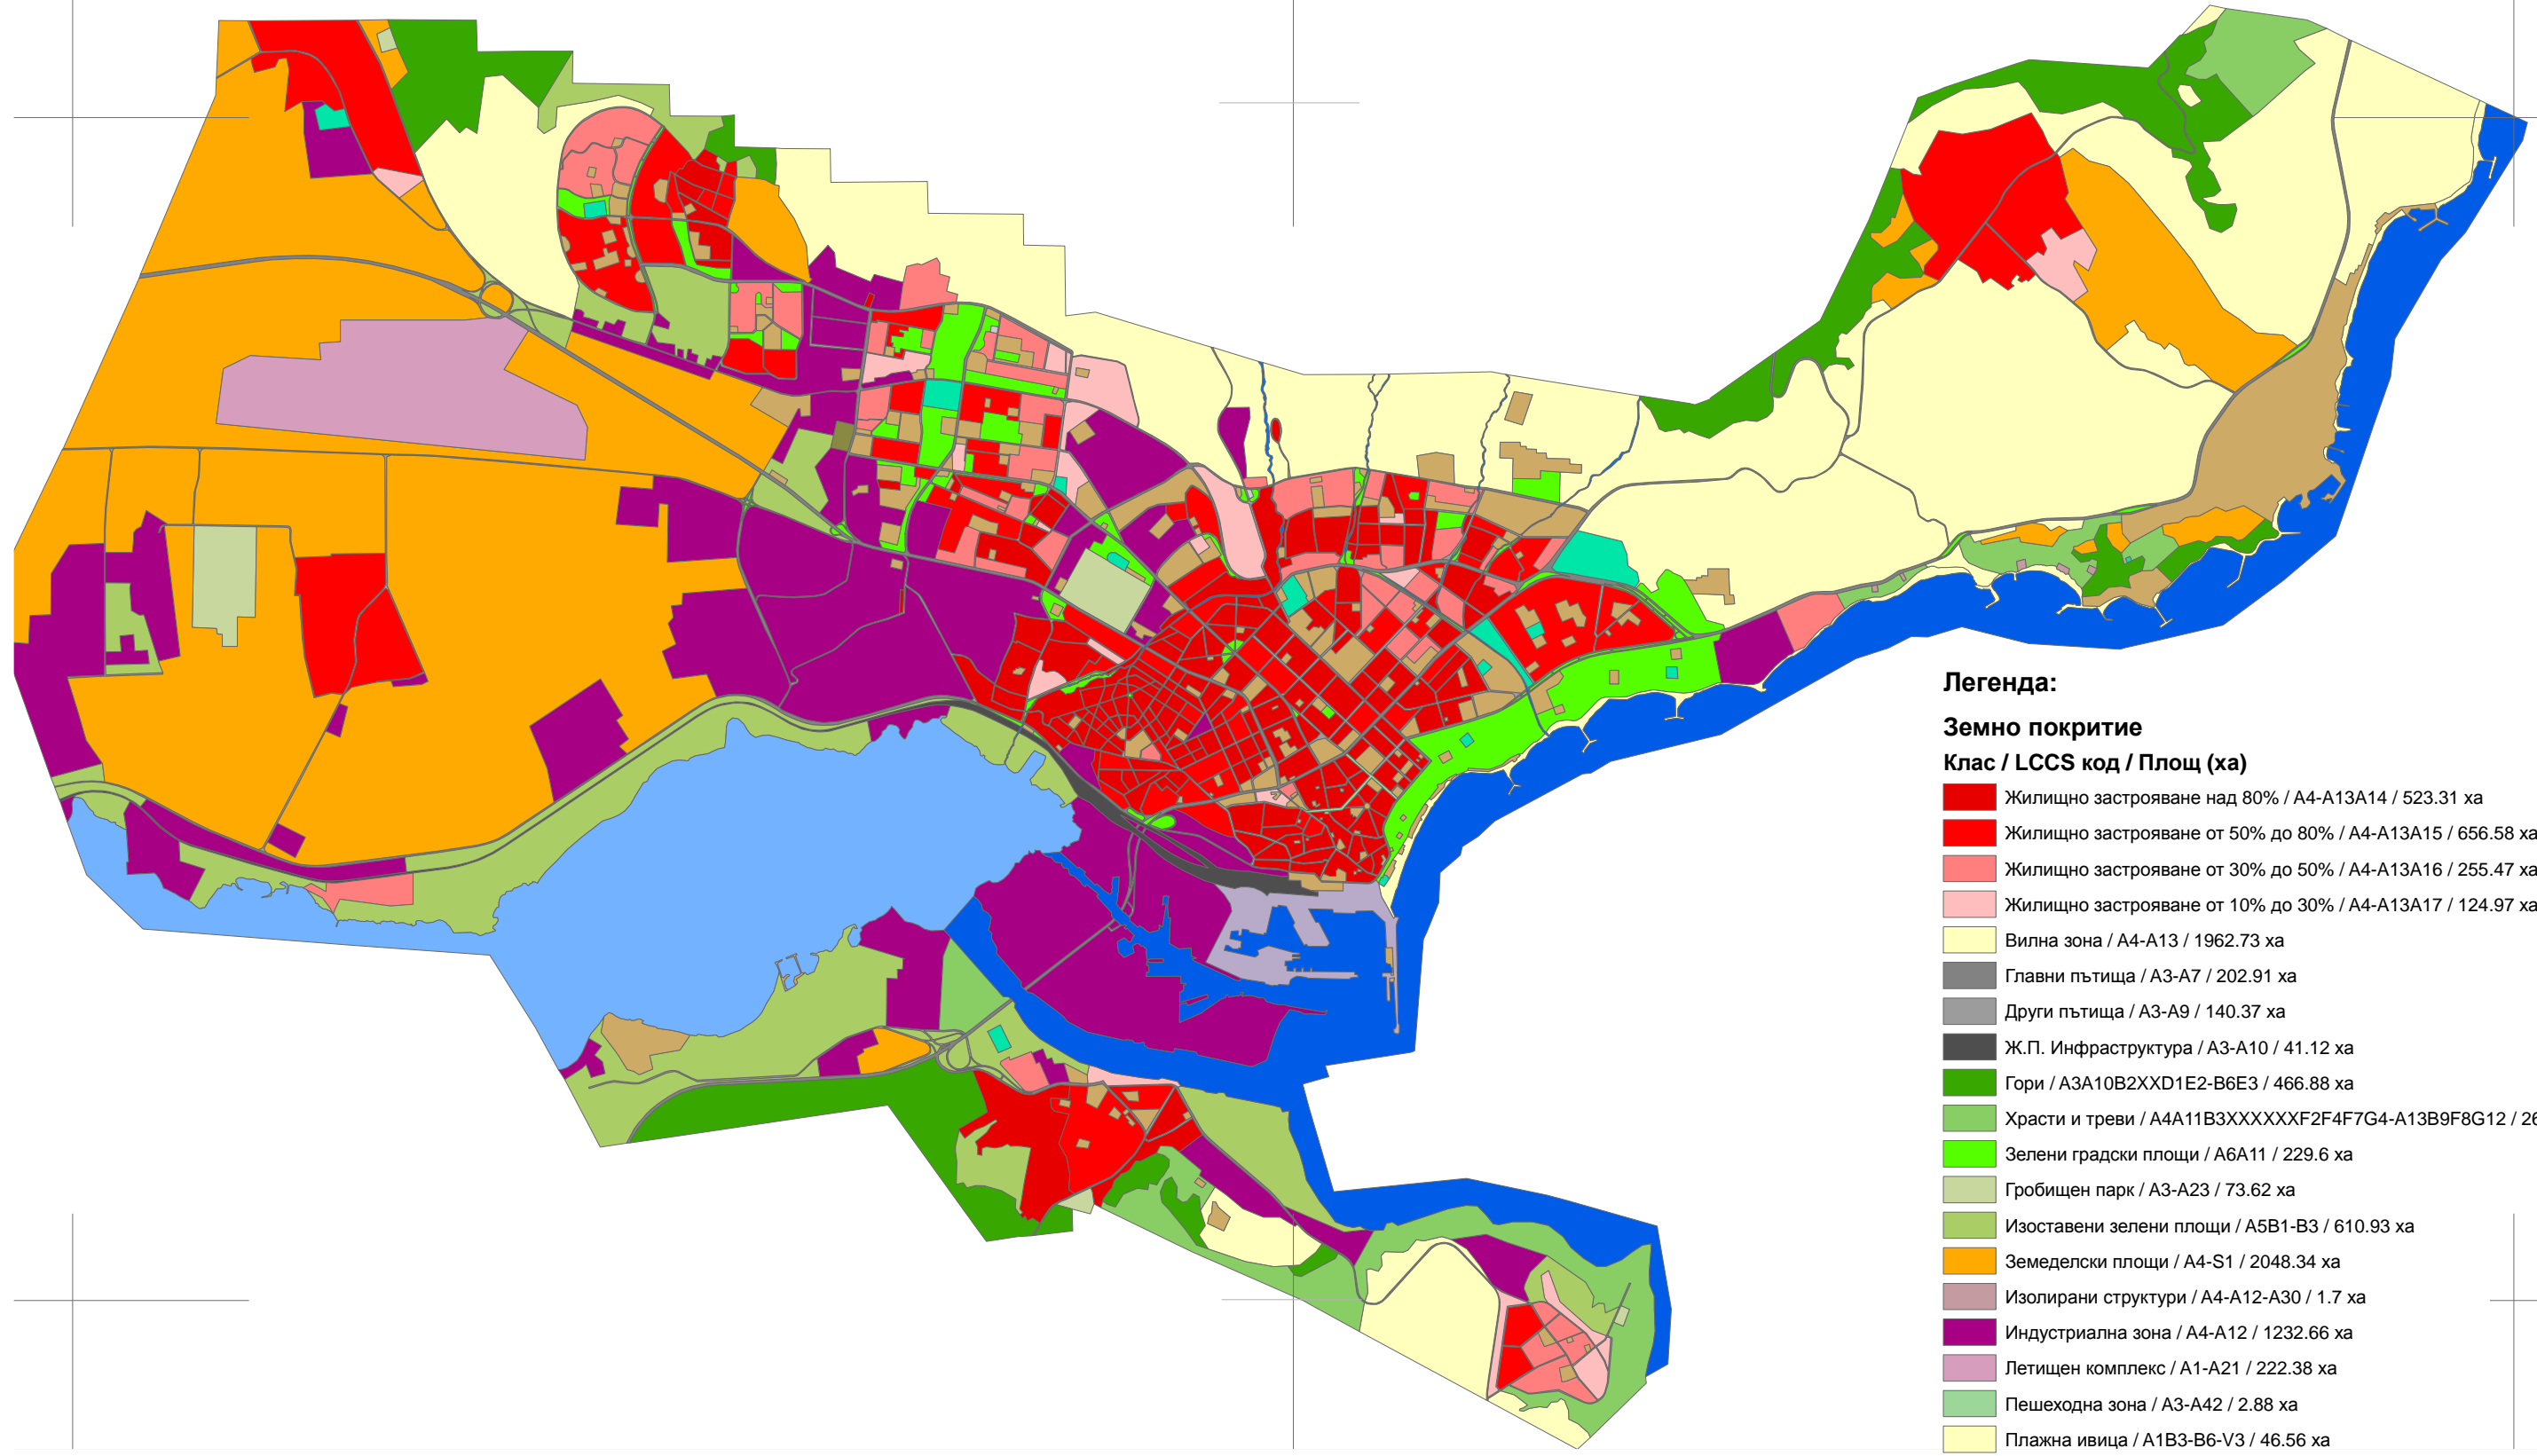 Легенда:
Земно покритие
Клас / LCCS код / Площ (ха)
Жилищно застрояване над 80% / A4-A13A14 / 523.31 ха
Жилищно застрояване от 50% до 80% / A4-A13A15 / 656.58 ха
Жилищно застрояване от 30% до 50% / A4-A13A16 / 255.47 ха
Жилищно застрояване от 10% до 30% / A4-A13A17 / 124.97 ха
Вилна зона / A4-A13 / 1962.73 ха
Главни пътища / A3-A7 / 202.91 ха
Други пътища / A3-A9 / 140.37 ха
Ж.П. Инфраструктура / A3-A10 / 41.12 ха
Гори / A3A10B2XXD1E2-B6E3 / 466.88 ха
Храсти и треви / A4A11B3XXXXXXF2F4F7G4-A13B9F8G12 / 26
Зелени градски площи / A6A11 / 229.6 ха
Гробищен парк / A3-A23 / 73.62 ха
Изоставени зелени площи / A5B1-B3 / 610.93 ха
Земеделски площи / A4-S1 / 2048.34 ха
Изолирани структури / A4-A12-A30 / 1.7 ха
Индустриална зона / A4-A12 / 1232.66 ха
Летищен комплекс / A1-A21 / 222.38 ха
Пешеходна зона / A3-A42 / 2.88 ха
Плажна ивица / A1B3-B6-V3 / 46.56 ха